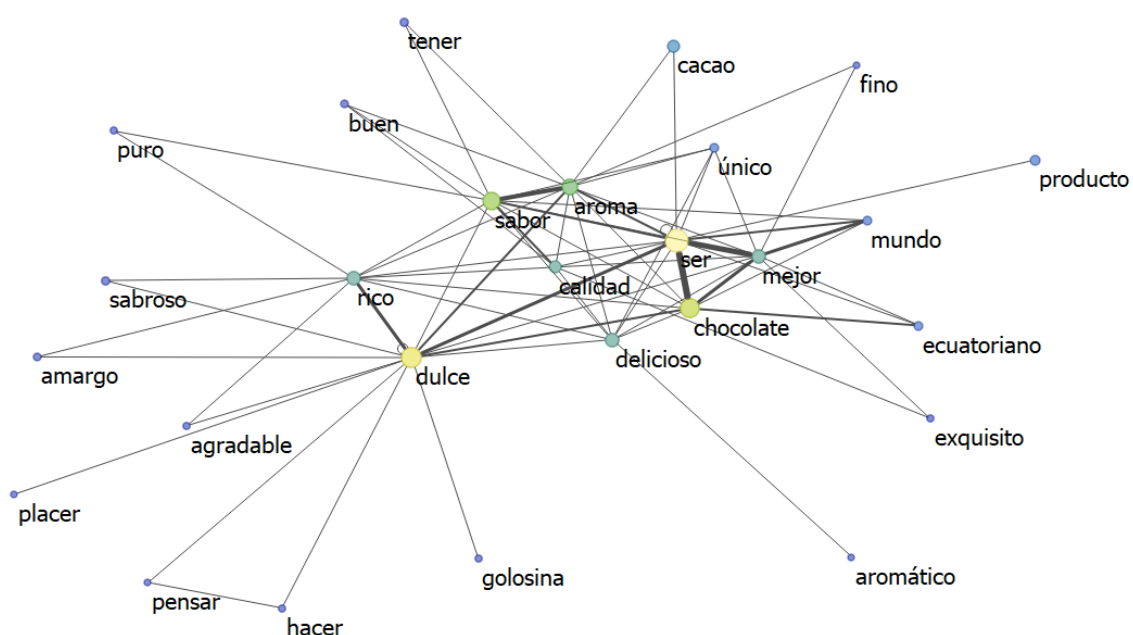 tener
cacao
fino
buen
puro
único
producto
aroma
sabor
mundo
ser
mejor
calidad
rico
sabroso
chocolate
ecuatoriano
delicioso
dulce
amargo
exquisito
agradable
placer
golosina
aromático
pensar
hacer